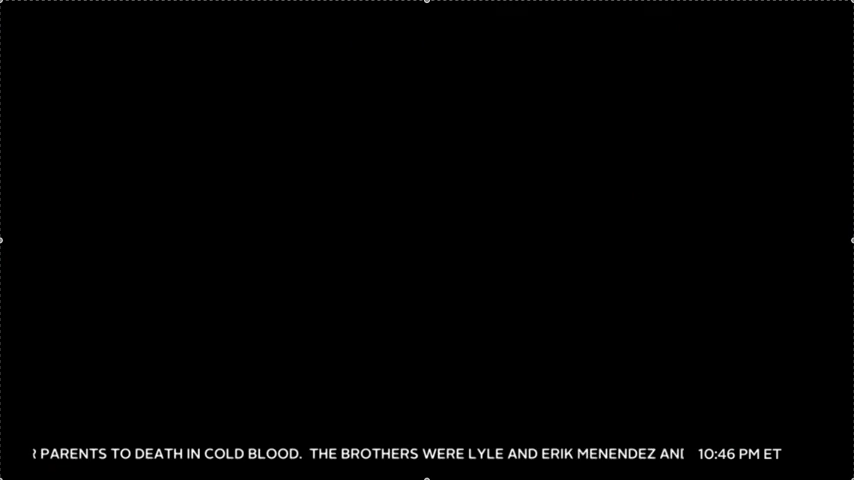 PARENTS TO DEATH IN COLD BLOOD. THE BROTHERS WERE LYLE AND ERIK MENENDEZ 10:46 PM ET